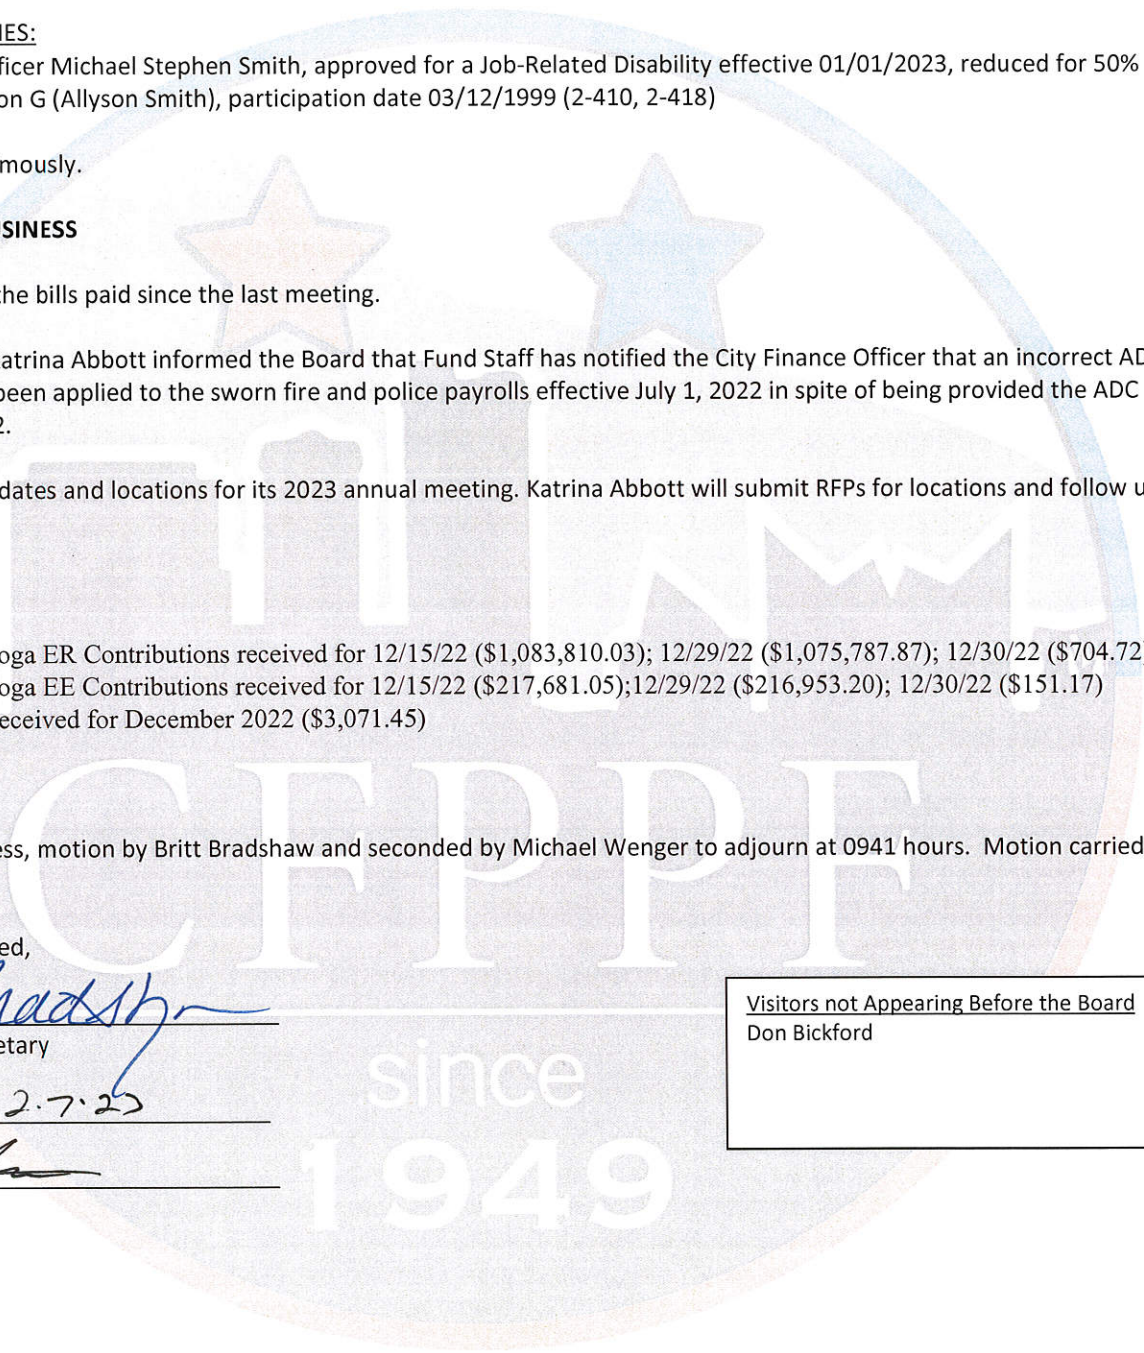 IES:
ficer Michael Stephen Smith, approved for a Job-Related Disability effective 01/01/2023, reduced for 50%
on G (Allyson Smith), participation date 03/12/1999 (2-410, 2-418)
mously.
SINESS
the bills paid since the last meeting.
atrina Abbott informed the Board that Fund Staff has notified the City Finance Officer that an incorrect AD
been applied to the sworn fire and police payrolls effective July 1, 2022 in spite of being provided the ADC
2.
dates and locations for its 2023 annual meeting. Katrina Abbott will submit RFPs for locations and follow u
oga ER Contributions received for 12/15/22 ($1,083,810.03); 12/29/22 ($1,075,787.87); 12/30/22 ($704.72
oga EE Contributions received for 12/15/22 ($217,681.05);12/29/22 ($216,953.20); 12/30/22 ($151.17)
eceived for December 2022 ($3,071.45)
CFPPF
ess, motion by Britt Bradshaw and seconded by Michael Wenger to adjourn at 0941 hours.  Motion carried
ed,
Visitors not Appearing Before the Board
Don Bickford
etary
since
2.7.23
1949